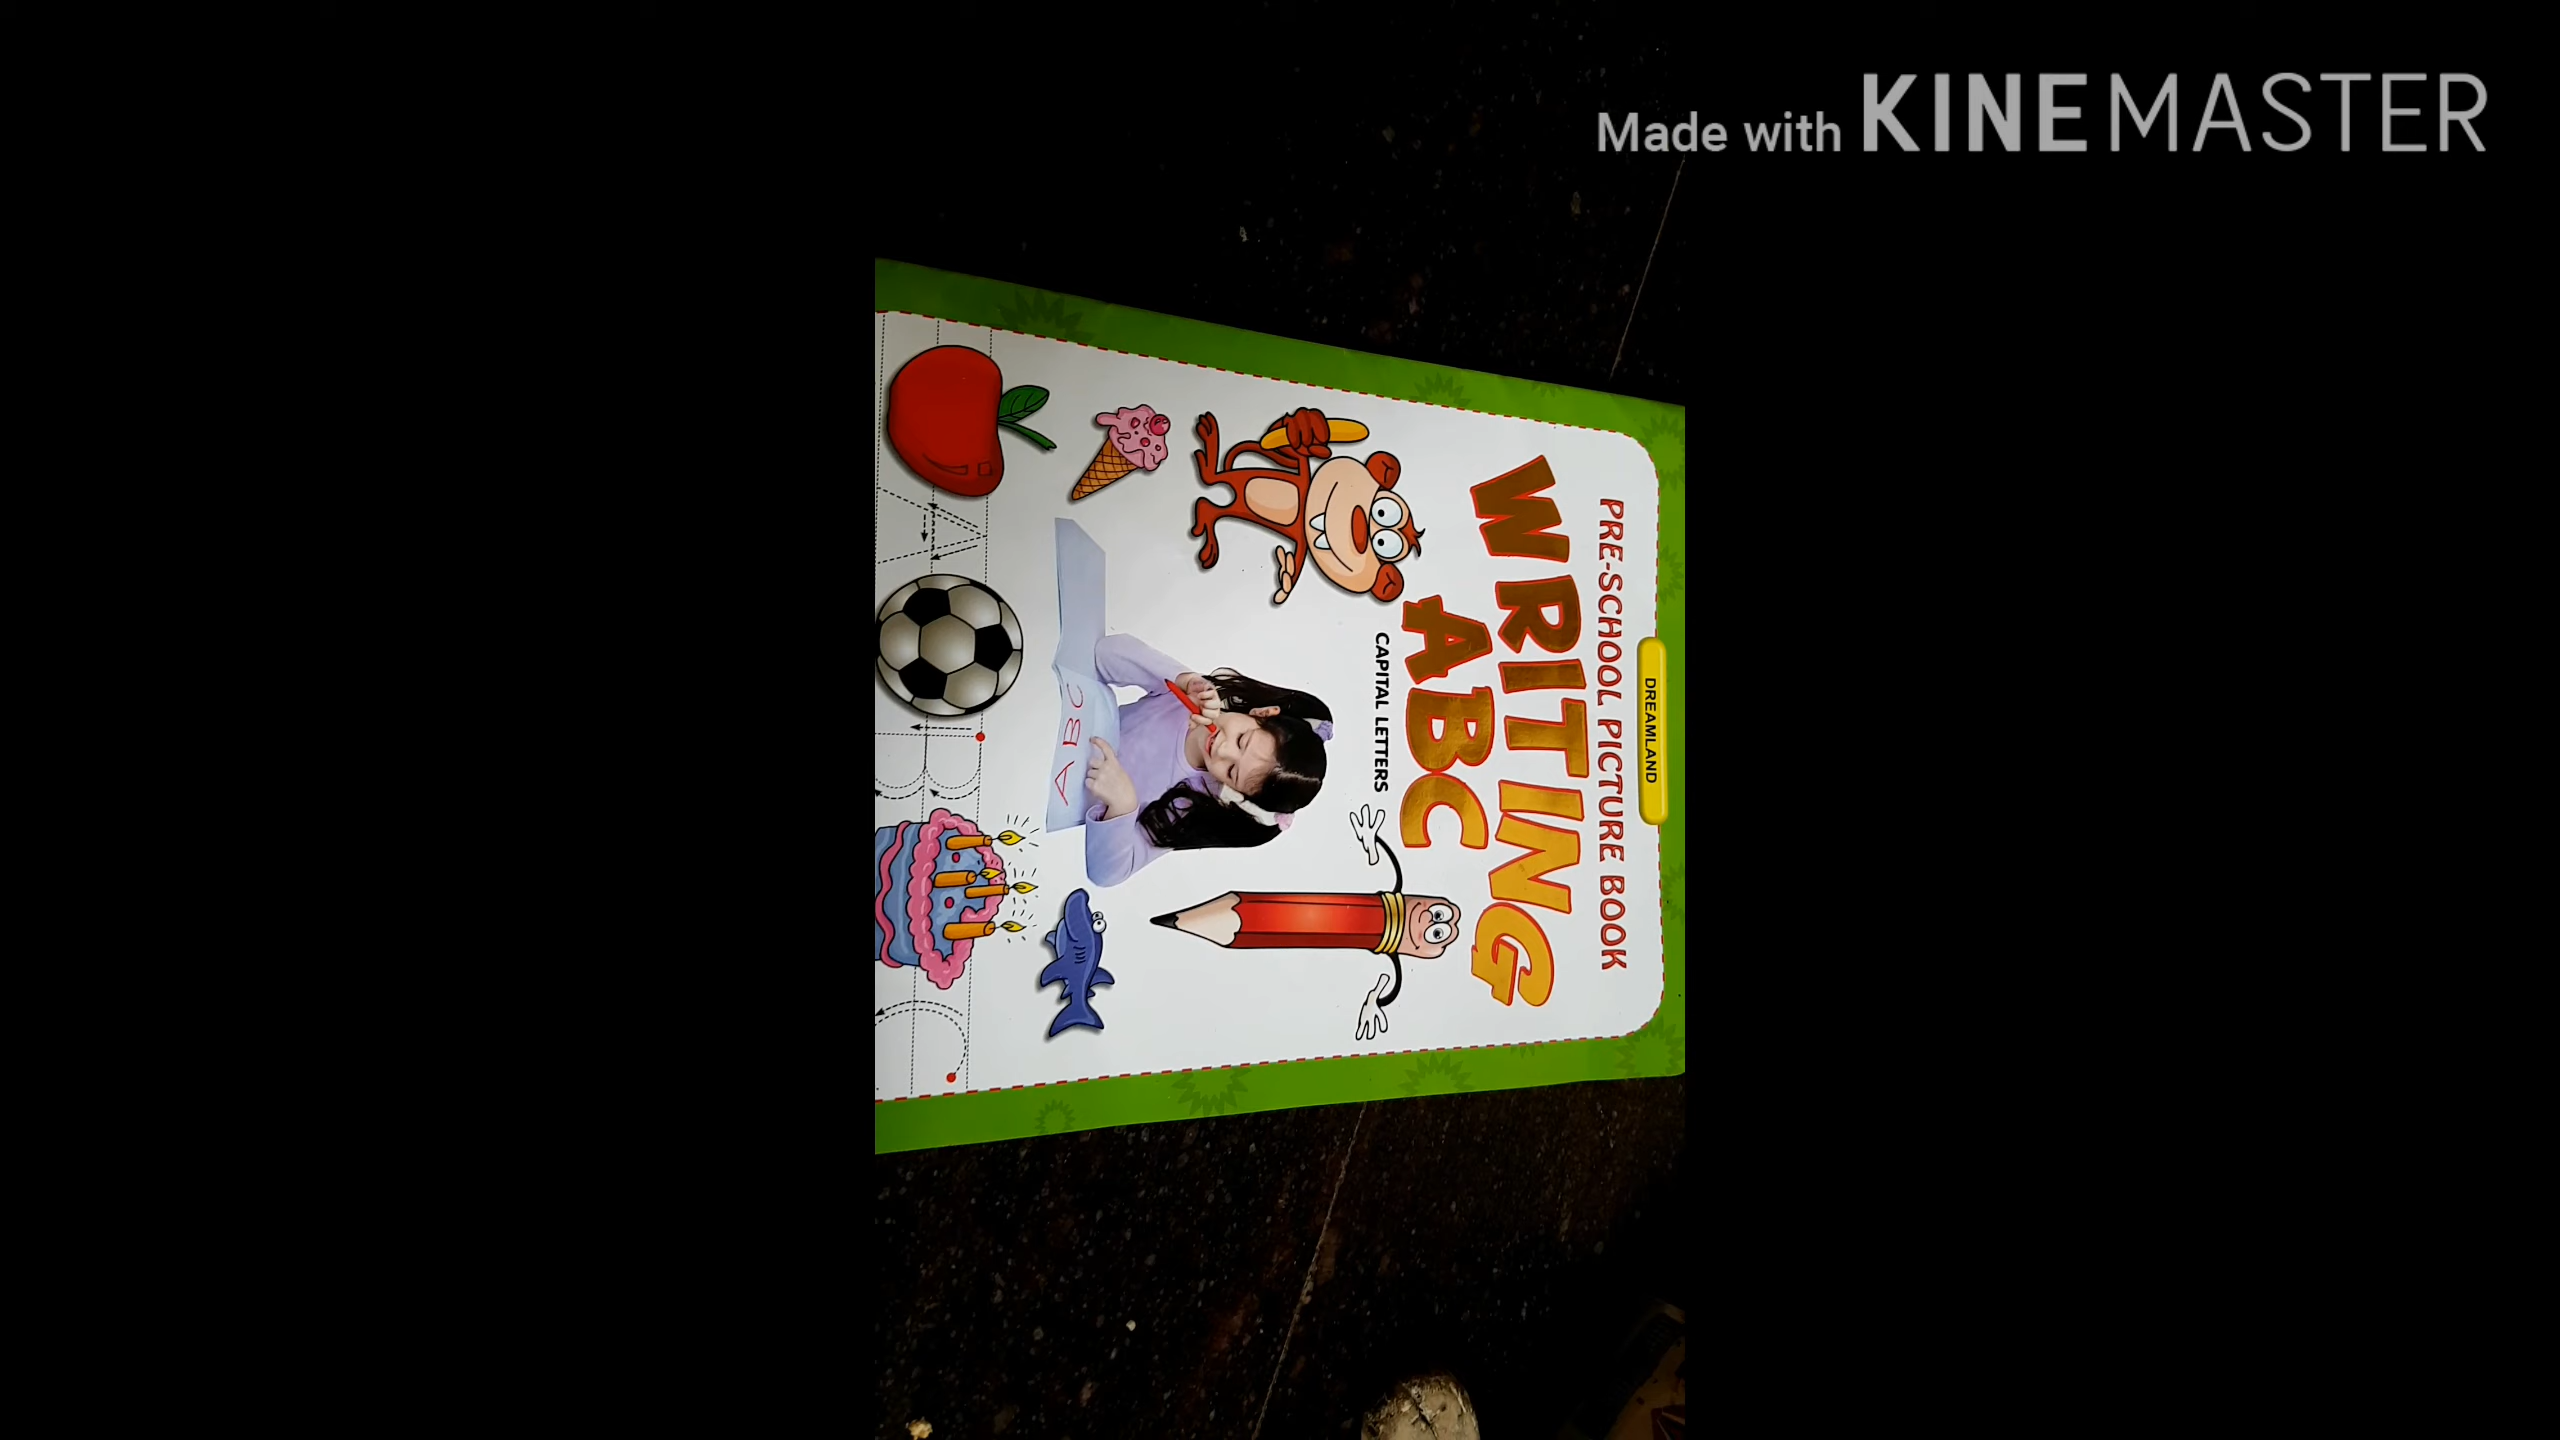 Made with KINEMASTER
DREAMLAND
PRE-SCHOOL PICTURE BOOK
WRITING
ABC
CAPITAL LETTERS
A B C
A B C